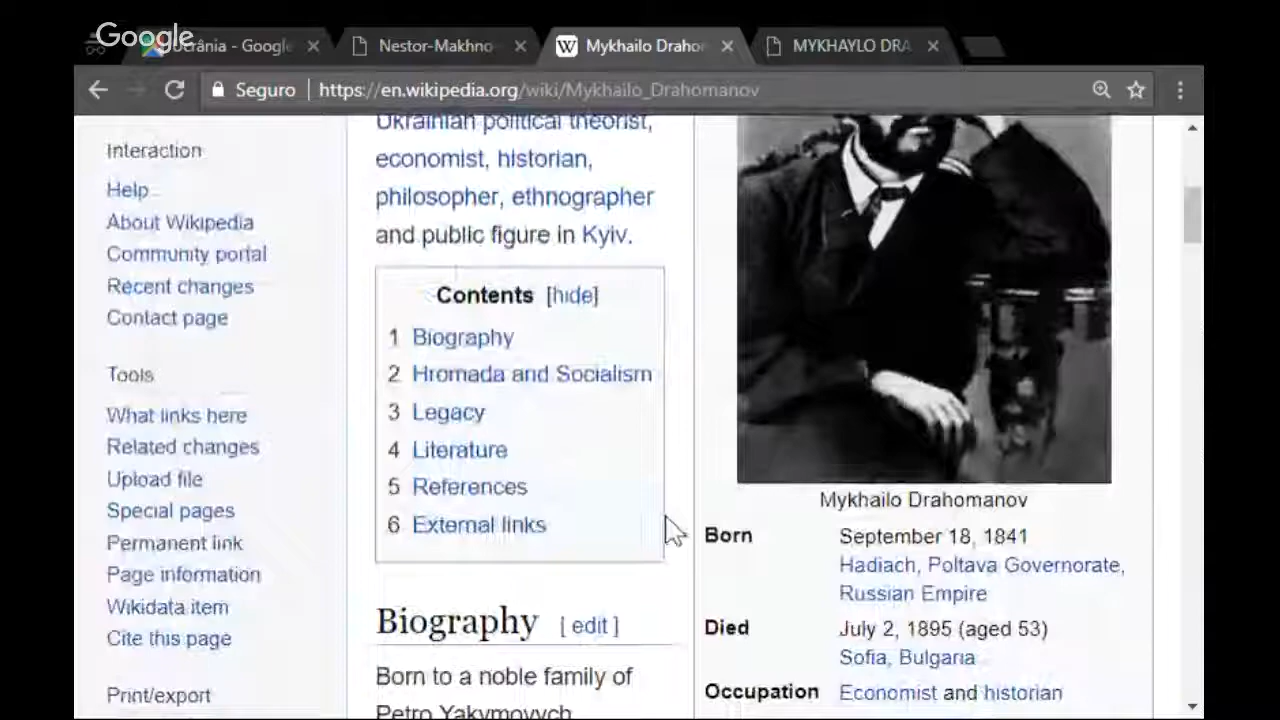 Google
crânia - Google
Nestor-Makhno
Mykhailo Draho
MYKHAYLO DRA
Seguro
https://en.wikipedia.org/wiki/Mykhailo_Drahomanov
Interaction
Help
About Wikipedia
Community portal
Recent changes
Contact page
Tools
What links here
Related changes
Upload file
Special pages
Permanent link
Page information
Wikidata item
Cite this page
Print/export
Ukrainian political theorist,
economist, historian,
philosopher, ethnographer
and public figure in Kyiv.
Contents [hide]
1 Biography
2 Hromada and Socialism
3 Legacy
4 Literature
5 References
6 External links
Biography [ edit ]
Born to a noble family of
Petro Yakymovych
Mykhailo Drahomanov
Born September 18, 1841
Hadiach, Poltava Governorate,
Russian Empire
Died July 2, 1895 (aged 53)
Sofia, Bulgaria
Occupation Economist and historian